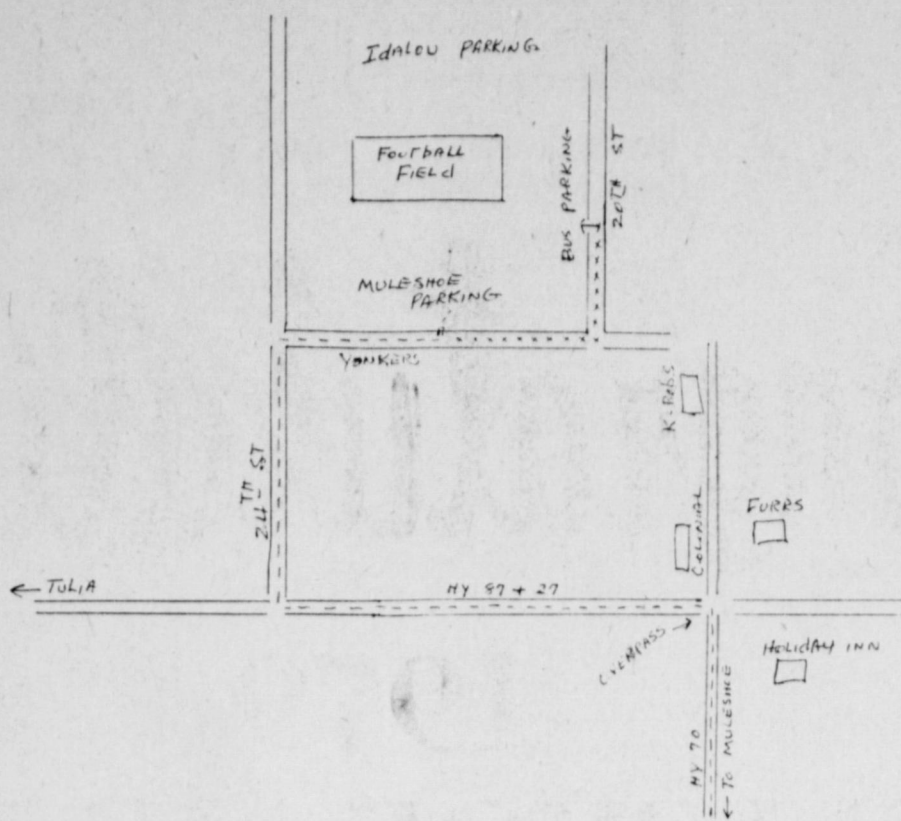 IDALOU PARKING
FOOTBALL
FIELD
BUS PARKING
20TH ST
MULESHOE
PARKING
YONKERS
K-BOBS
24TH ST
COLONIAL
FURRS
← TULIA
HY 87 + 27
OVERPASS
HOLIDAY INN
HY 70
← TO MULESHOE